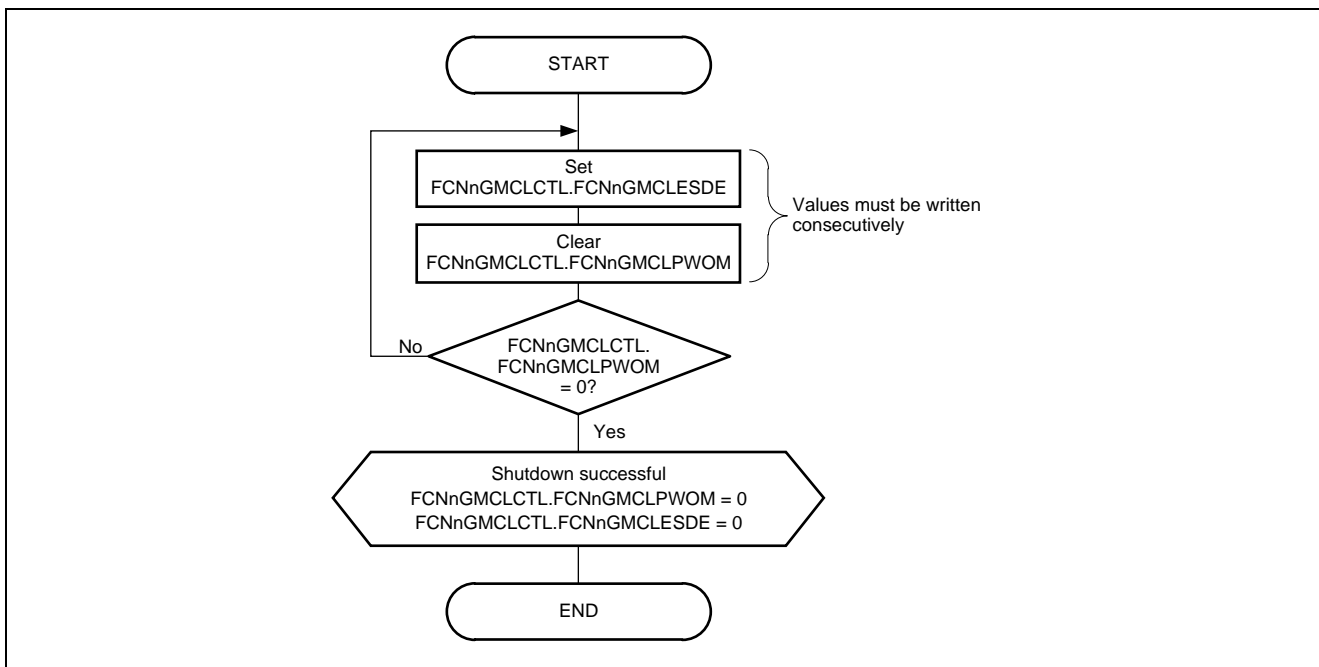 START
Set
FCNnGMCLCTL.FCNnGMCLESDE
Values must be written
consecutively
Clear
FCNnGMCLCTL.FCNnGMCLPWOM
No
FCNnGMCLCTL.
FCNnGMCLPWOM
= 0?
Yes
Shutdown successful
FCNnGMCLCTL.FCNnGMCLPWOM = 0
FCNnGMCLCTL.FCNnGMCLESDE = 0
END